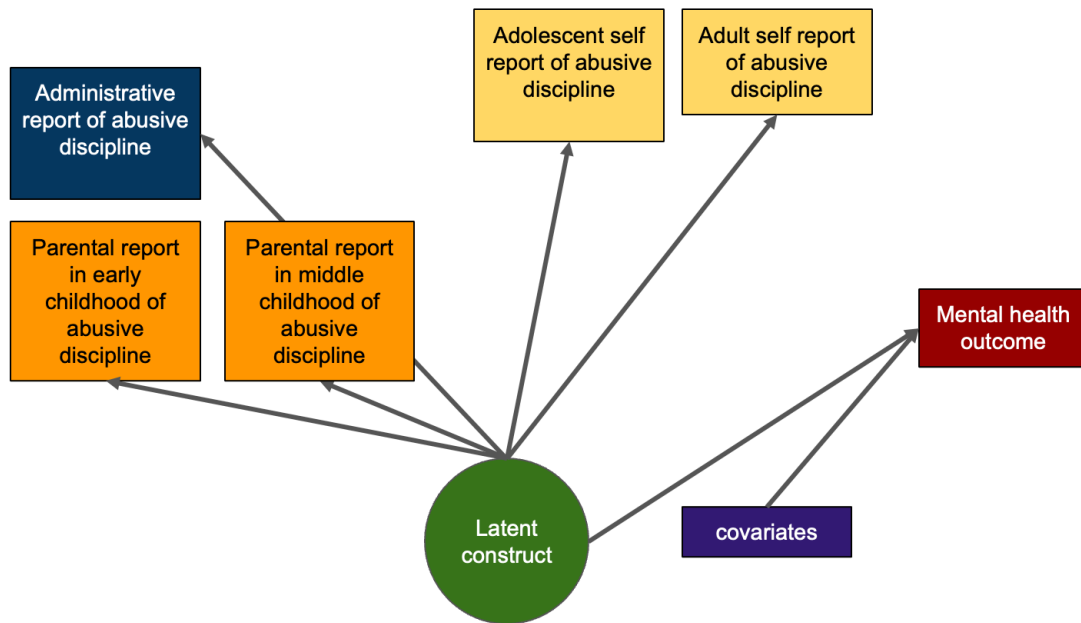 Administrative
report of abusive
discipline
Adolescent self
report of abusive
discipline
Adult self report
of abusive
discipline
Parental report
in early
childhood of
abusive
discipline
Parental report
in middle
childhood of
abusive
discipline
Mental health
outcome
Latent
construct
covariates